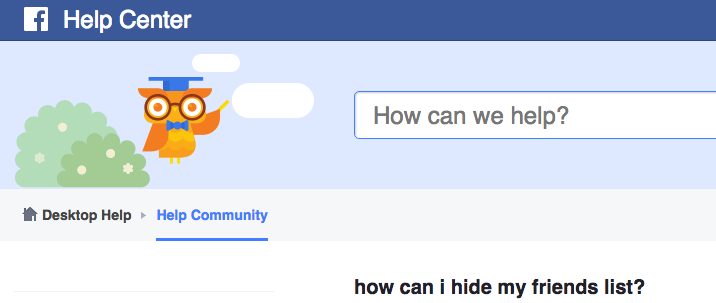 Help Center
How can we help?
Desktop Help Help Community
how can i hide my friends list?